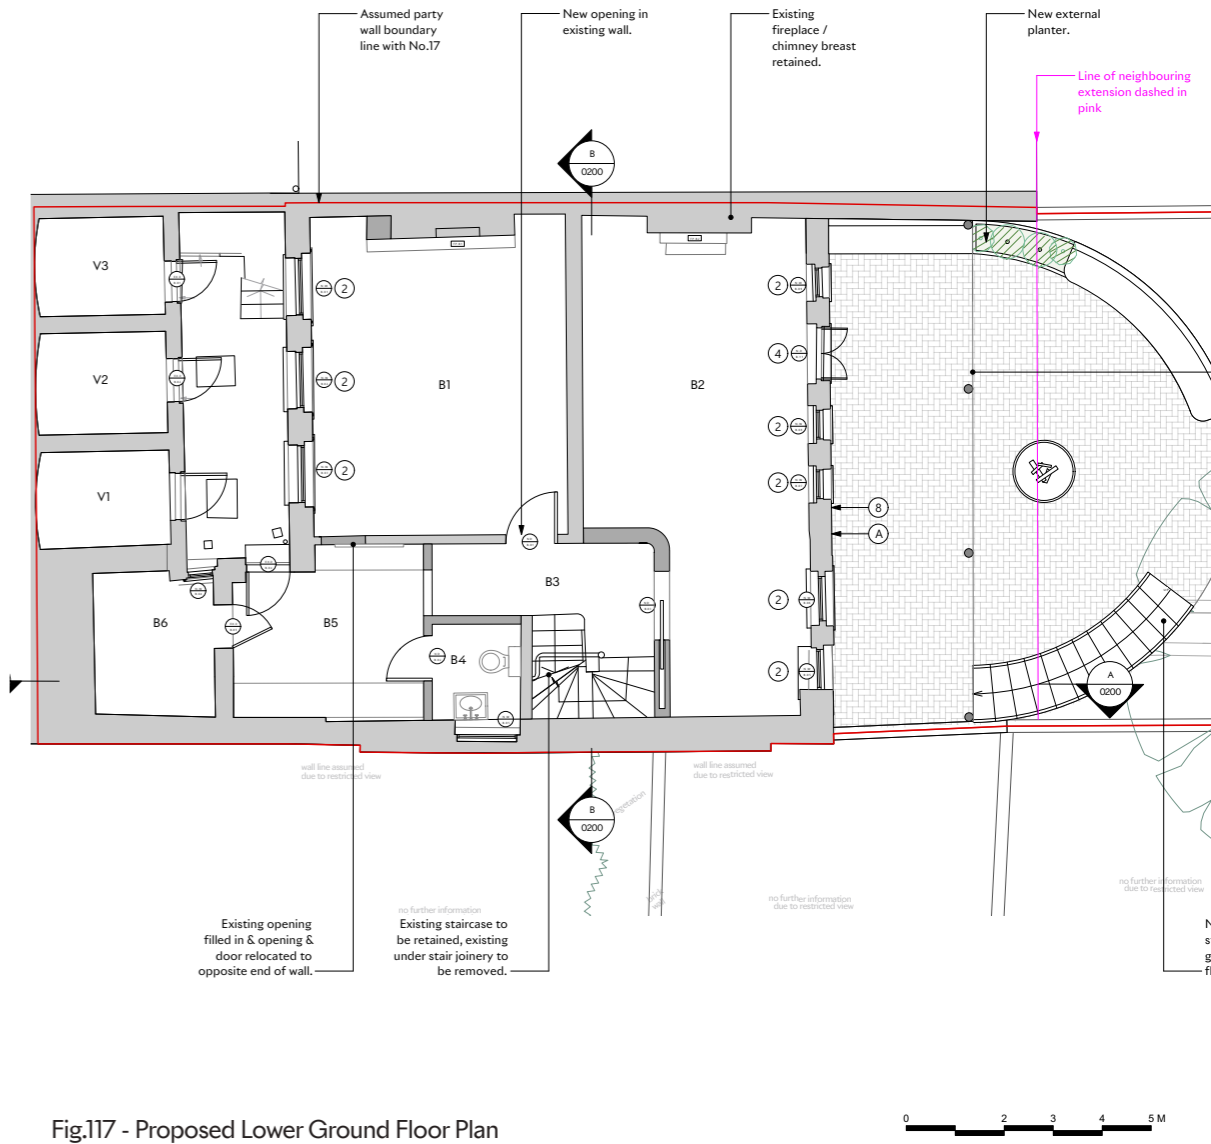 Assumed party
wall boundary
line with No.17
New opening in
existing wall.
Existing
fireplace /
chimney breast
retained.
New external
planter.
Line of neighbouring
extension dashed in
pink
B
0200
V3
V2
V1
2
2
2
B1
B2
2
4
2
2
8
A
2
2
B3
B4
B5
B6
A
0200
wall line assumed
due to restricted view
wall line assumed
due to restricted view
B
0200
egetation
brick
wall
no further information
no further information
due to restricted view
no further information
due to restricted view
Existing opening
filled in & opening &
door relocated to
opposite end of wall.
Existing staircase to
be retained, existing
under stair joinery to
be removed.
N
s
g
fl
Fig.117 - Proposed Lower Ground Floor Plan
0 2 3 4 5 M